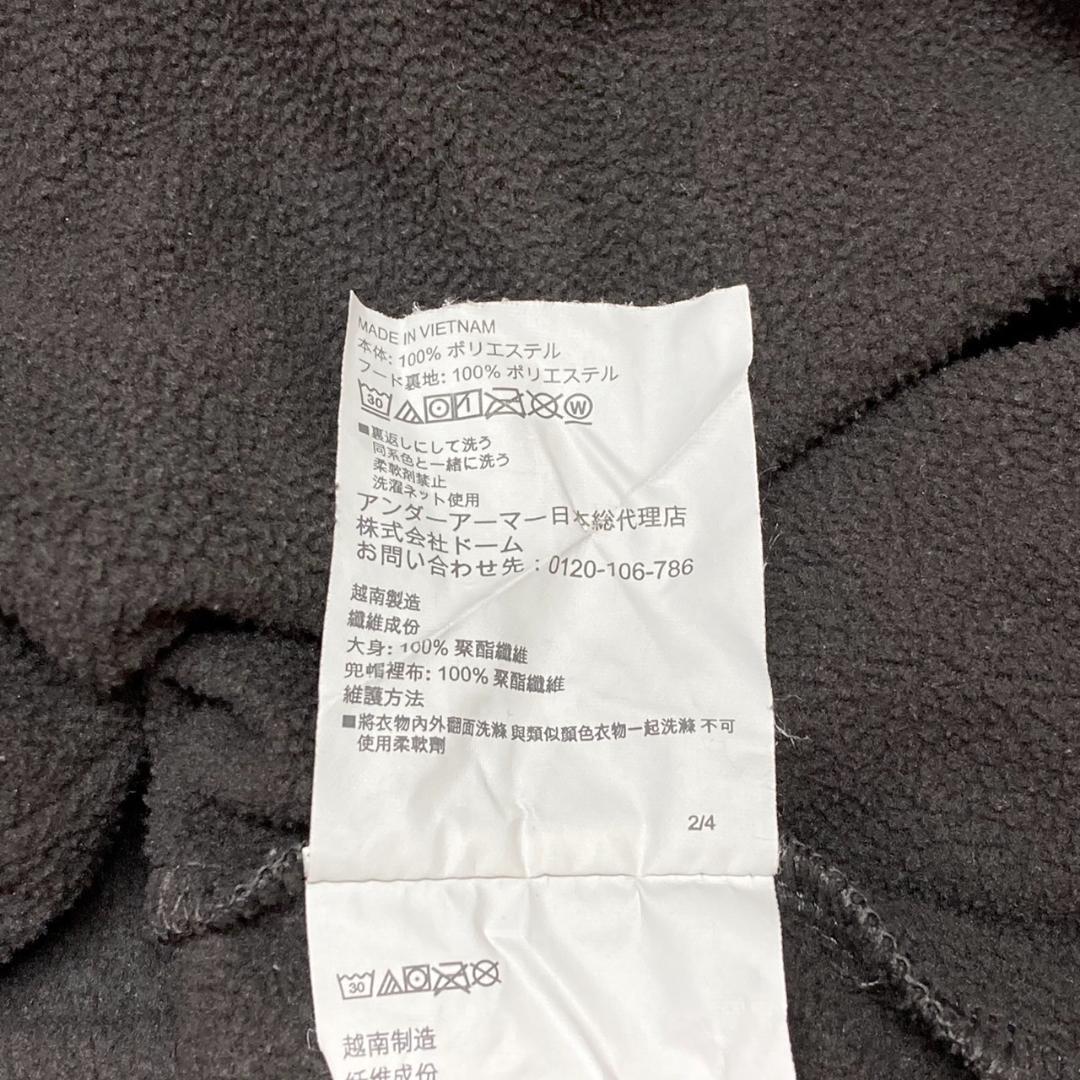 MADE IN VIETNAM
本体: 100% ポリエステル
フード裏地: 100% ポリエステル
30 W
■裏返しにして洗う
同系色と一緒に洗う
柔軟剤禁止
洗濯ネット使用
アンダーアーマー日本総代理店
株式会社ドーム
お問い合わせ先：0120-106-786
越南製造
纖維成份
大身: 100% 聚酯纖維
兜帽裡布: 100% 聚酯纖維
維護方法
■將衣物內外翻面洗滌 與類似顏色衣物一起洗滌 不可
使用柔軟劑
2/4
30
越南制造
纤维成份